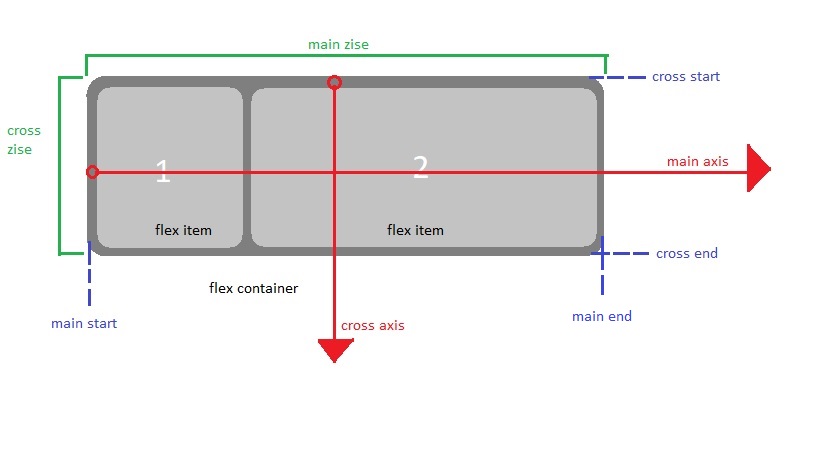 main zise
cross start
cross
zise
1
2
main axis
flex item
flex item
cross end
flex container
main start
main end
cross axis